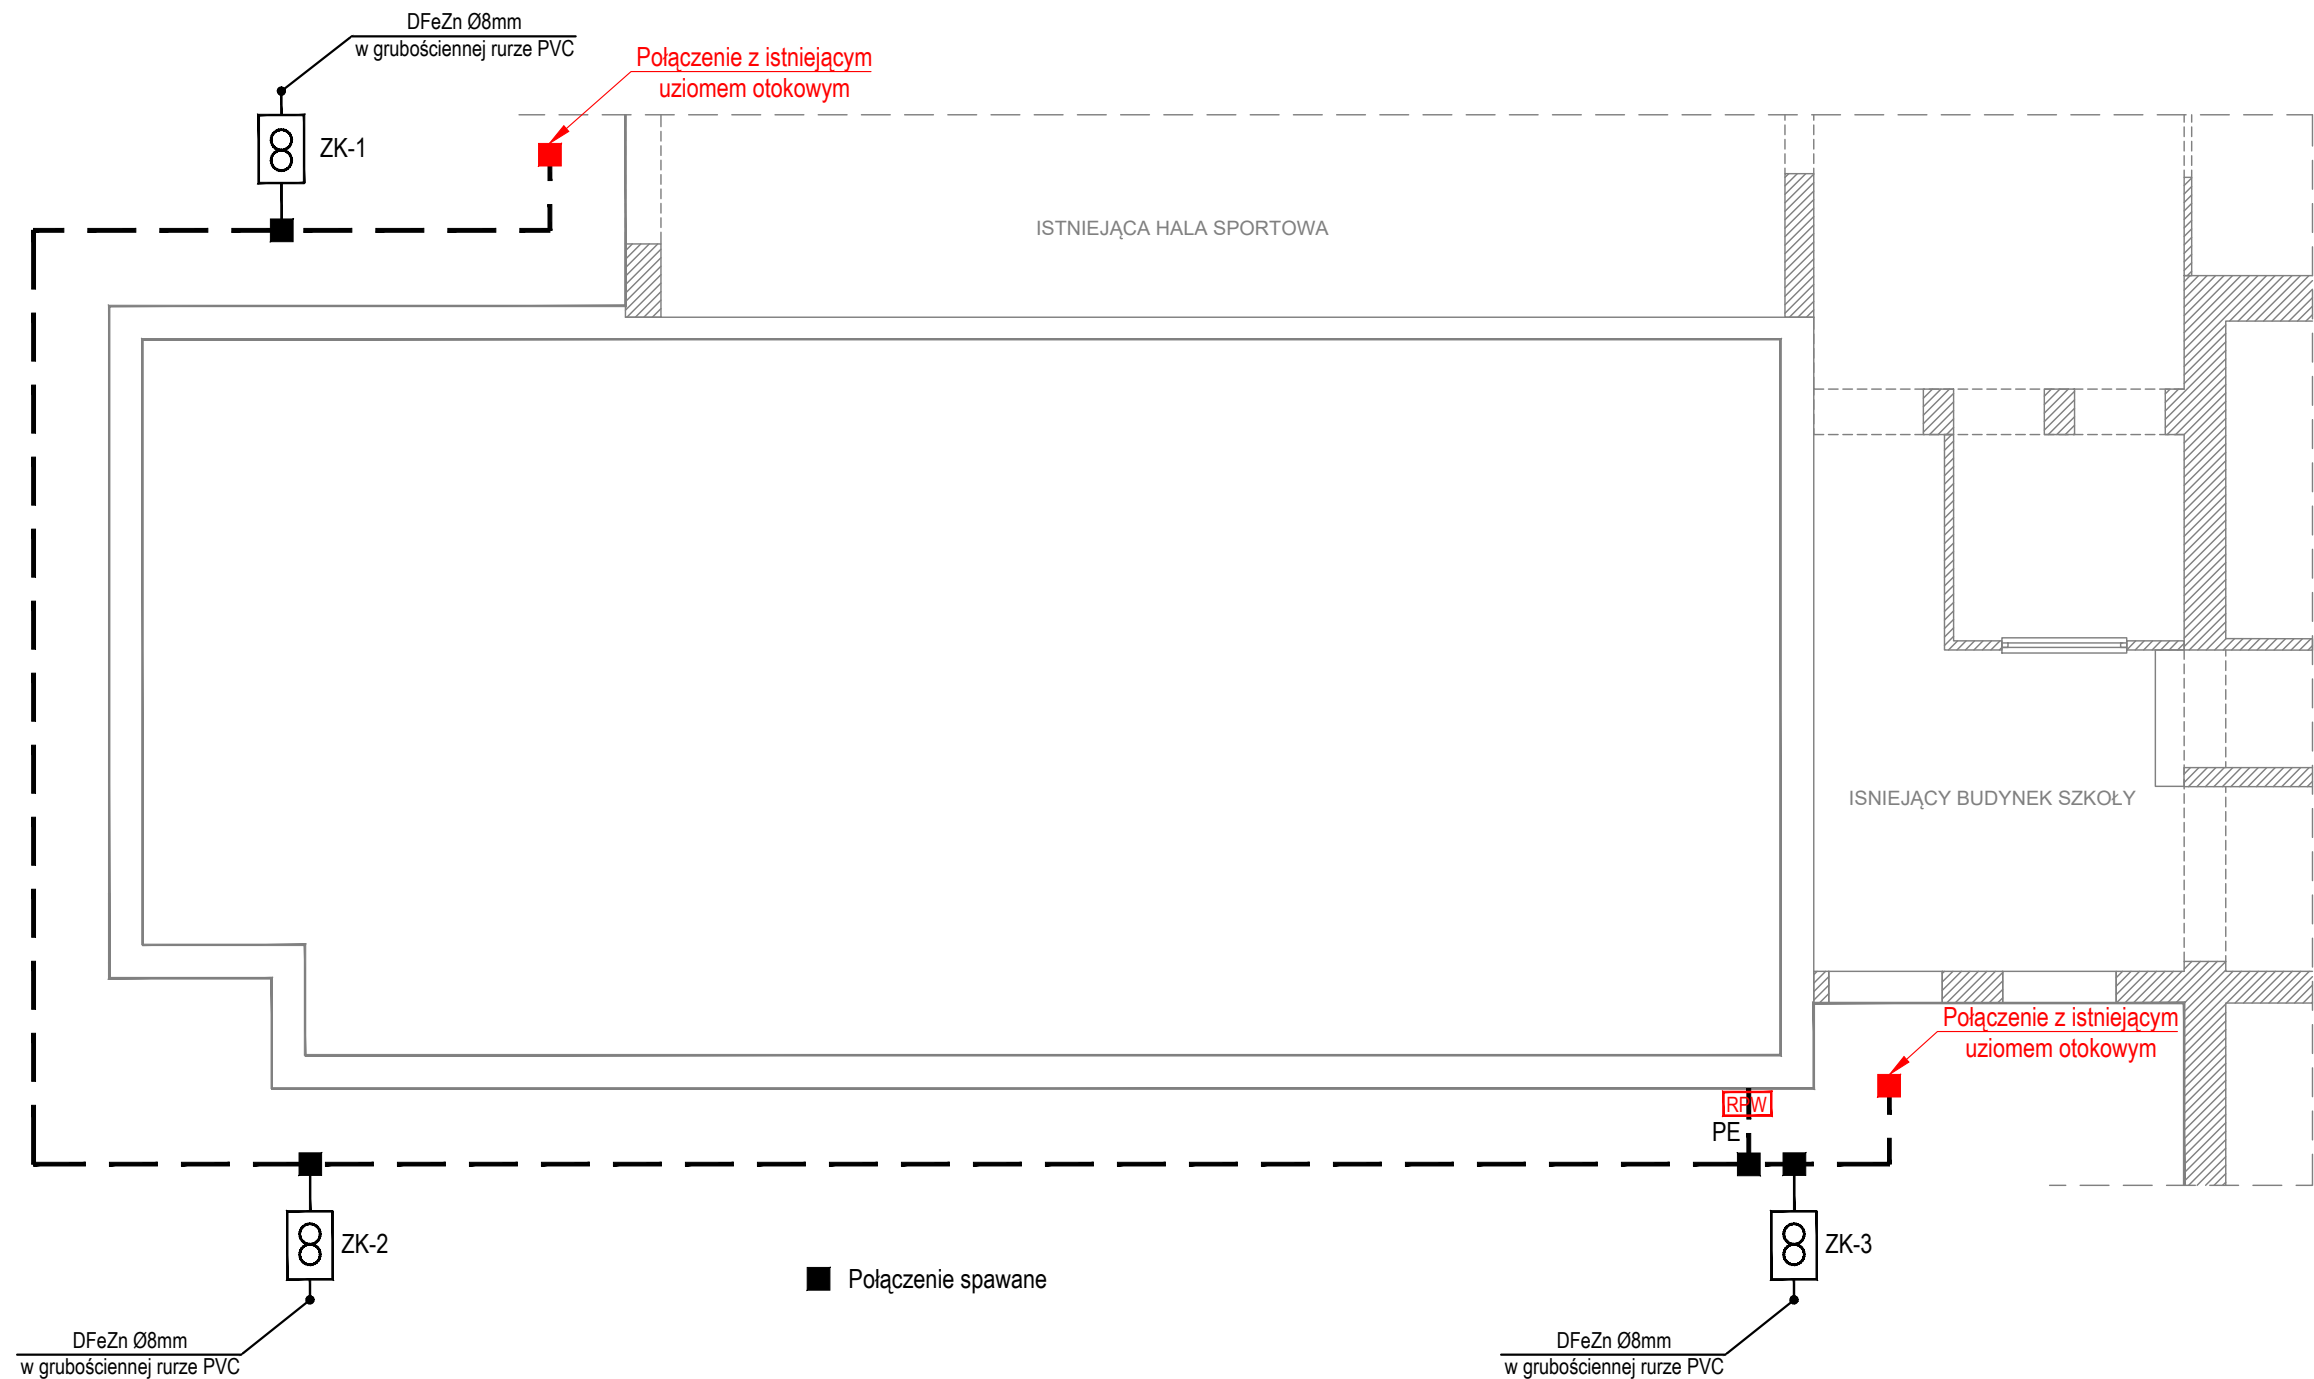 DFeZn Ø8mm
w grubościennej rurze PVC
Połączenie z istniejącym
uziomem otokowym
ZK-1
ISTNIEJĄCA HALA SPORTOWA
ISNIEJĄCY BUDYNEK SZKOŁY
Połączenie z istniejącym
uziomem otokowym
RPW
PE
ZK-2
ZK-3
Połączenie spawane
DFeZn Ø8mm
w grubościennej rurze PVC
DFeZn Ø8mm
w grubościennej rurze PVC